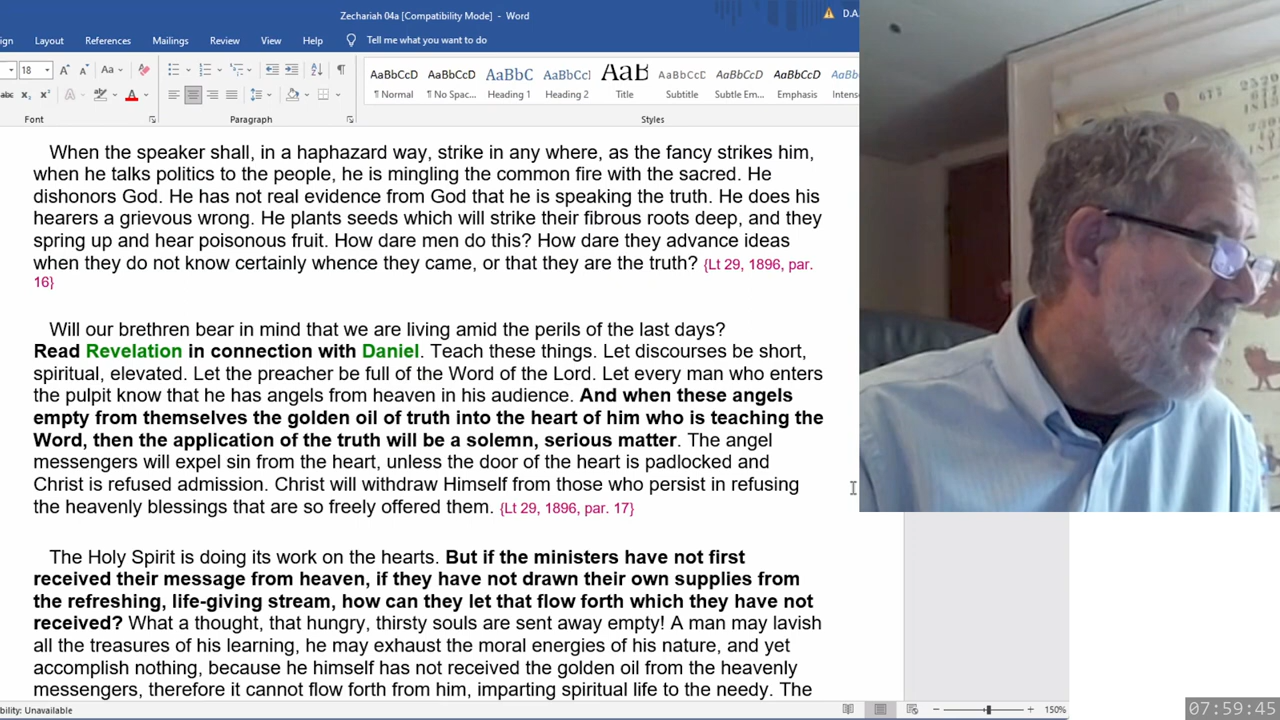 Zechariah 04a [Compatibility Mode] - Word
D.A.
ign Layout References Mailings Review View Help Tell me what you want to do
18 Aa
abc x₂ x² A A
AaBbCcD AaBbCcD AaBbC AaBbCcI AaB AaBbCcD AaBbCcD AaBbCcD AaBb
¶ Normal ¶ No Spac... Heading 1 Heading 2 Title Subtitle Subtle Em... Emphasis Intens
Font Paragraph Styles
When the speaker shall, in a haphazard way, strike in any where, as the fancy strikes him,
when he talks politics to the people, he is mingling the common fire with the sacred. He
dishonors God. He has not real evidence from God that he is speaking the truth. He does his
hearers a grievous wrong. He plants seeds which will strike their fibrous roots deep, and they
spring up and hear poisonous fruit. How dare men do this? How dare they advance ideas
when they do not know certainly whence they came, or that they are the truth? {Lt 29, 1896, par.
16}
Will our brethren bear in mind that we are living amid the perils of the last days?
Read Revelation in connection with Daniel. Teach these things. Let discourses be short,
spiritual, elevated. Let the preacher be full of the Word of the Lord. Let every man who enters
the pulpit know that he has angels from heaven in his audience. And when these angels
empty from themselves the golden oil of truth into the heart of him who is teaching the
Word, then the application of the truth will be a solemn, serious matter. The angel
messengers will expel sin from the heart, unless the door of the heart is padlocked and
Christ is refused admission. Christ will withdraw Himself from those who persist in refusing
the heavenly blessings that are so freely offered them. {Lt 29, 1896, par. 17}
The Holy Spirit is doing its work on the hearts. But if the ministers have not first
received their message from heaven, if they have not drawn their own supplies from
the refreshing, life-giving stream, how can they let that flow forth which they have not
received? What a thought, that hungry, thirsty souls are sent away empty! A man may lavish
all the treasures of his learning, he may exhaust the moral energies of his nature, and yet
accomplish nothing, because he himself has not received the golden oil from the heavenly
messengers, therefore it cannot flow forth from him, imparting spiritual life to the needy. The
bility: Unavailable
150%
07:59:45